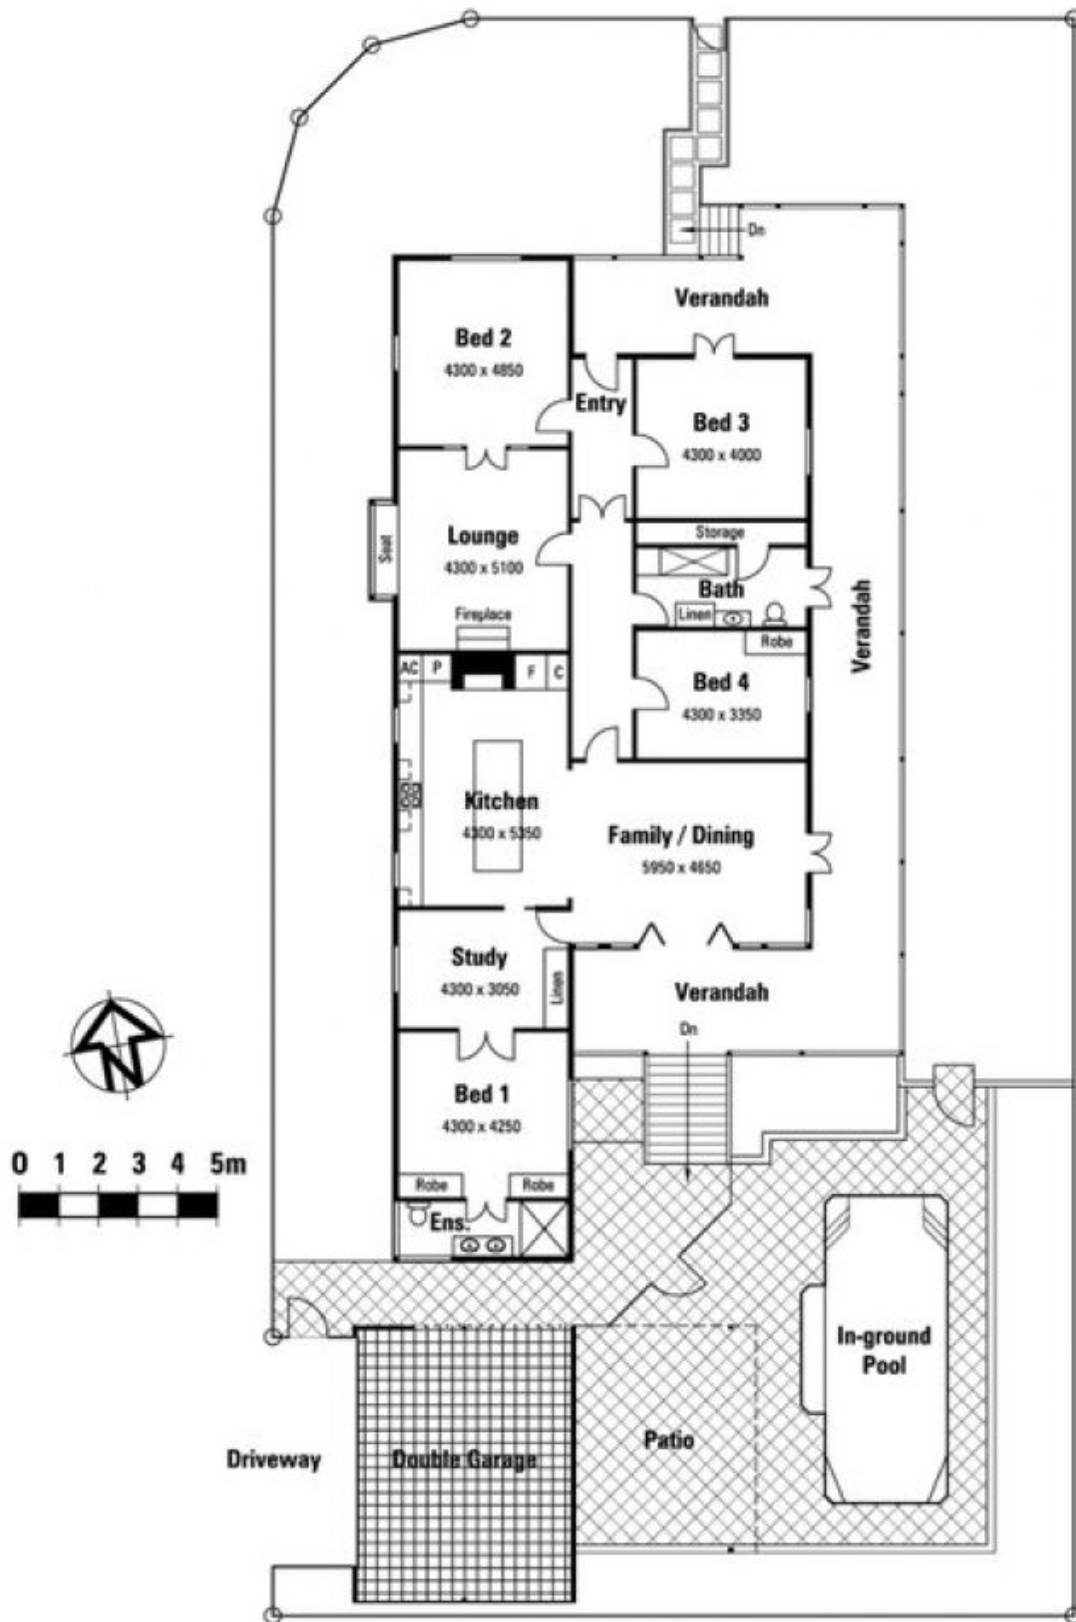 Dn
Verandah
Bed 2
4300 x 4850
Entry
Bed 3
4300 x 4000
Storage
Lounge
4300 x 5100
Seat
Fireplace
Bath
Linen
Robe
Verandah
AC
P
F
C
Bed 4
4300 x 3350
Kitchen
4300 x 5350
Family / Dining
5950 x 4650
Study
4300 x 3050
Linen
Verandah
Dn
N
Bed 1
4300 x 4250
0 1 2 3 4 5m
Robe
Robe
Ens.
In-ground
Pool
Driveway
Double Garage
Patio